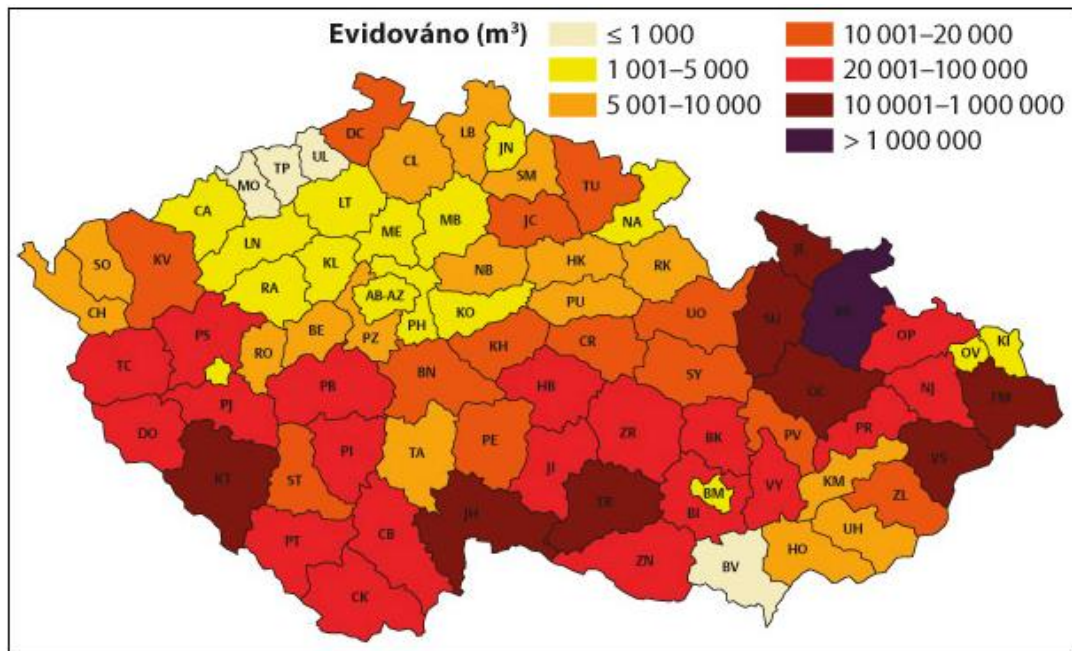 Evidováno (m³)
≤ 1 000
1 001–5 000
5 001–10 000
10 001–20 000
20 001–100 000
10 0001–1 000 000
> 1 000 000
DC
LB
UL
CL
JN
TP
SM
MO
TU
CA
LT
JC
NA
ME
MB
LN
SO
KV
KL
NB
HK
RK
JE
RA
AB-AZ
PU
CH
KO
PH
UO
SU
BR
PS
BE
PZ
RO
KH
CR
OP
KI
OV
TC
BN
SY
PB
HB
OL
NJ
FM
PJ
DO
PE
ZR
BK
PV
PR
PI
TA
VS
KT
ST
JI
KM
BM
VY
TR
ZL
JH
BI
CB
UH
PT
HO
ZN
BV
CK